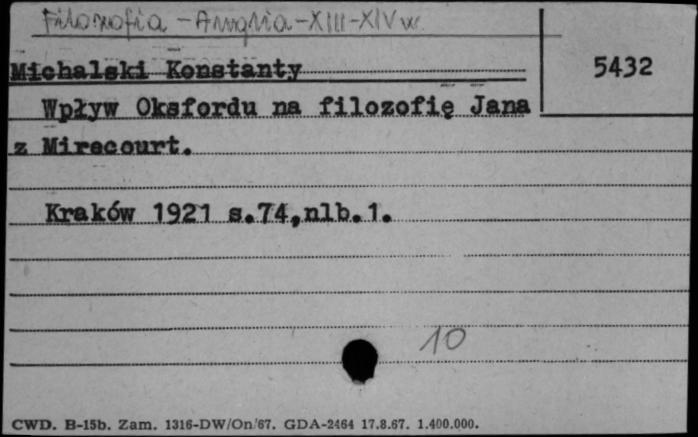 Filozofia - Anglia - XIII-XIV w.
Michalski Konstanty
5432
Wpływ Oksfordu na filozofię Jana
z Mirecourt.
Kraków 1921 s.74,nlb.1.
10
CWD. B-15b. Zam. 1316-DW/On/67. GDA-2464 17.8.67. 1.400.000.